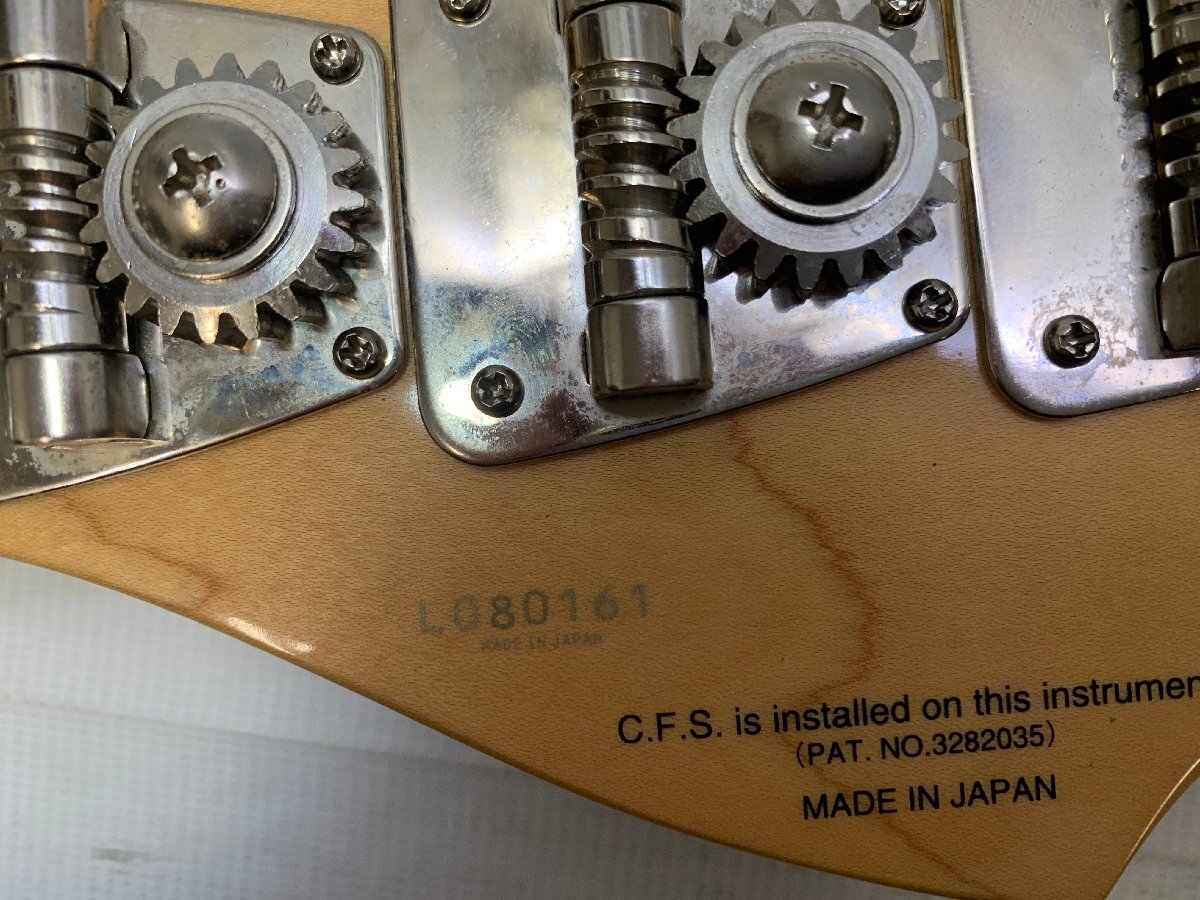 L080161
MADE IN JAPAN
C.F.S. is installed on this instrumen
(PAT. NO.3282035)
MADE IN JAPAN